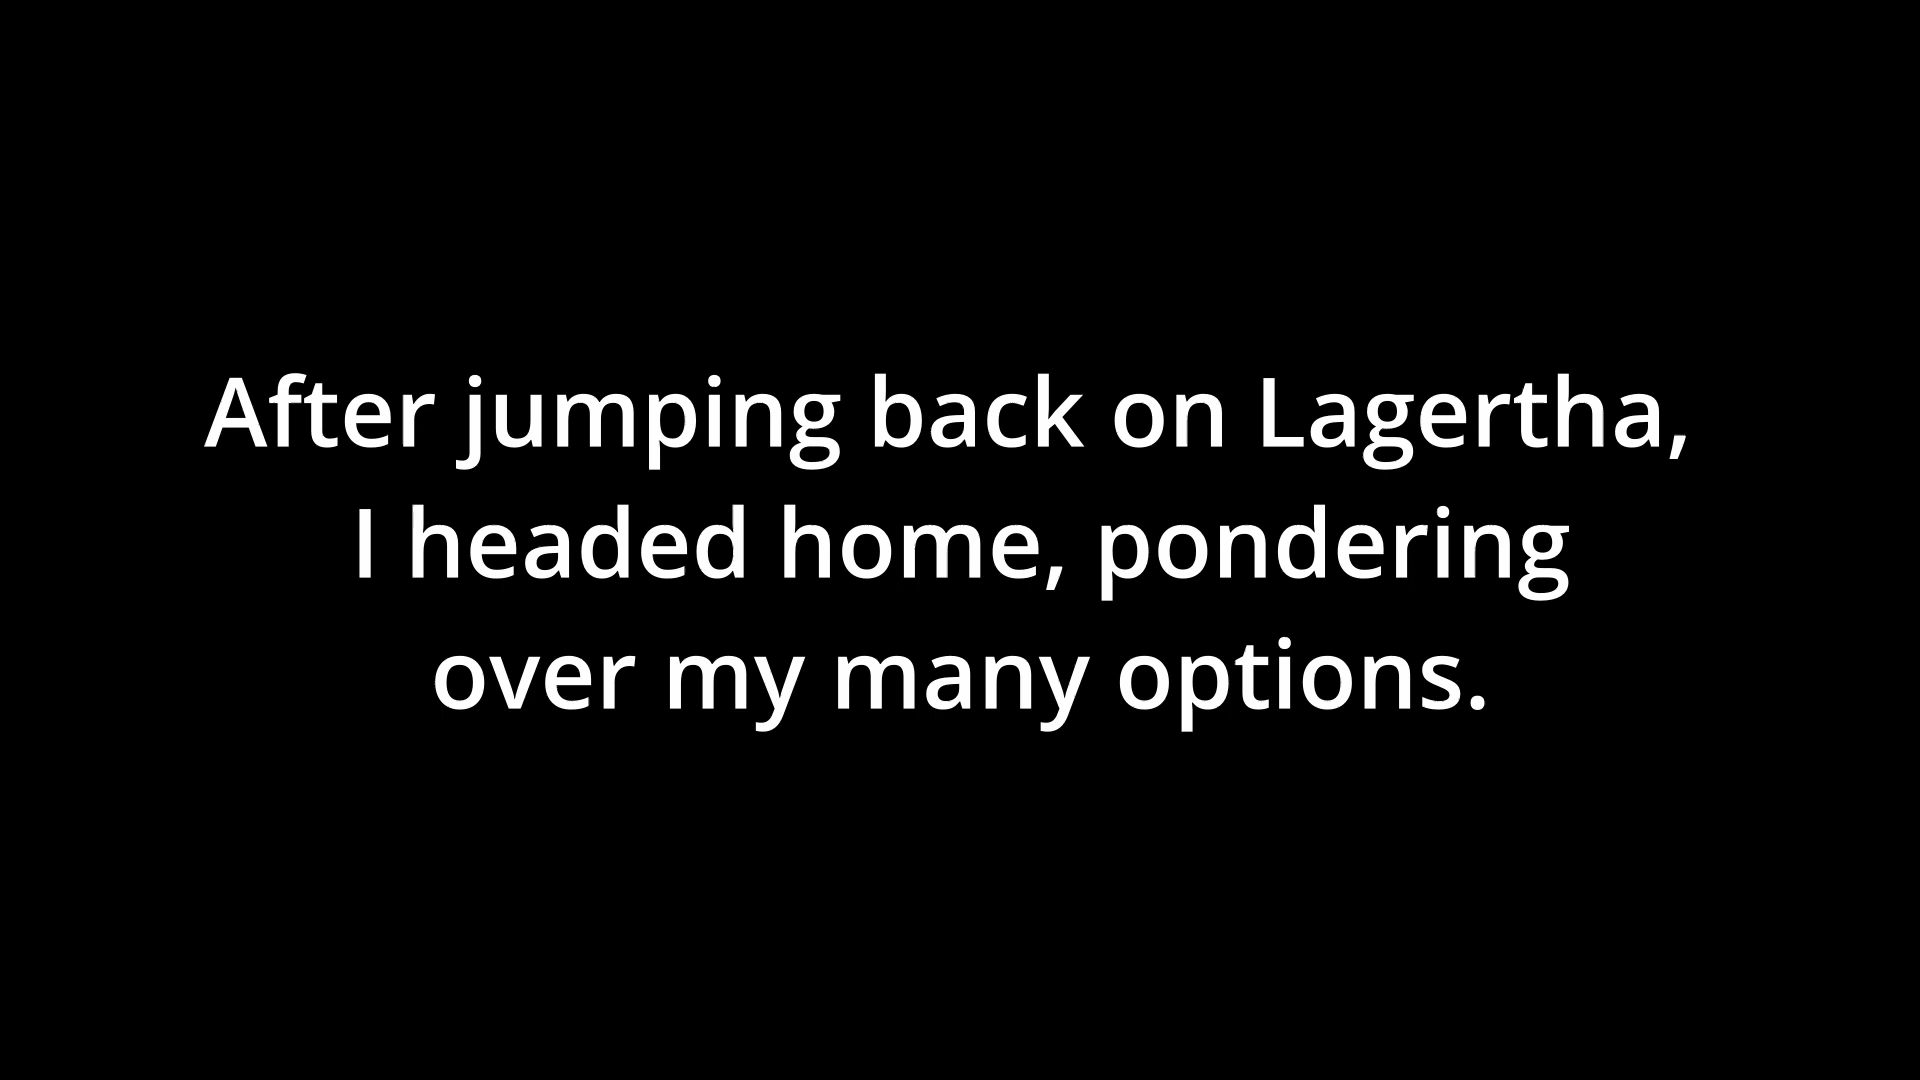 After jumping back on Lagertha,
I headed home, pondering
over my many options.